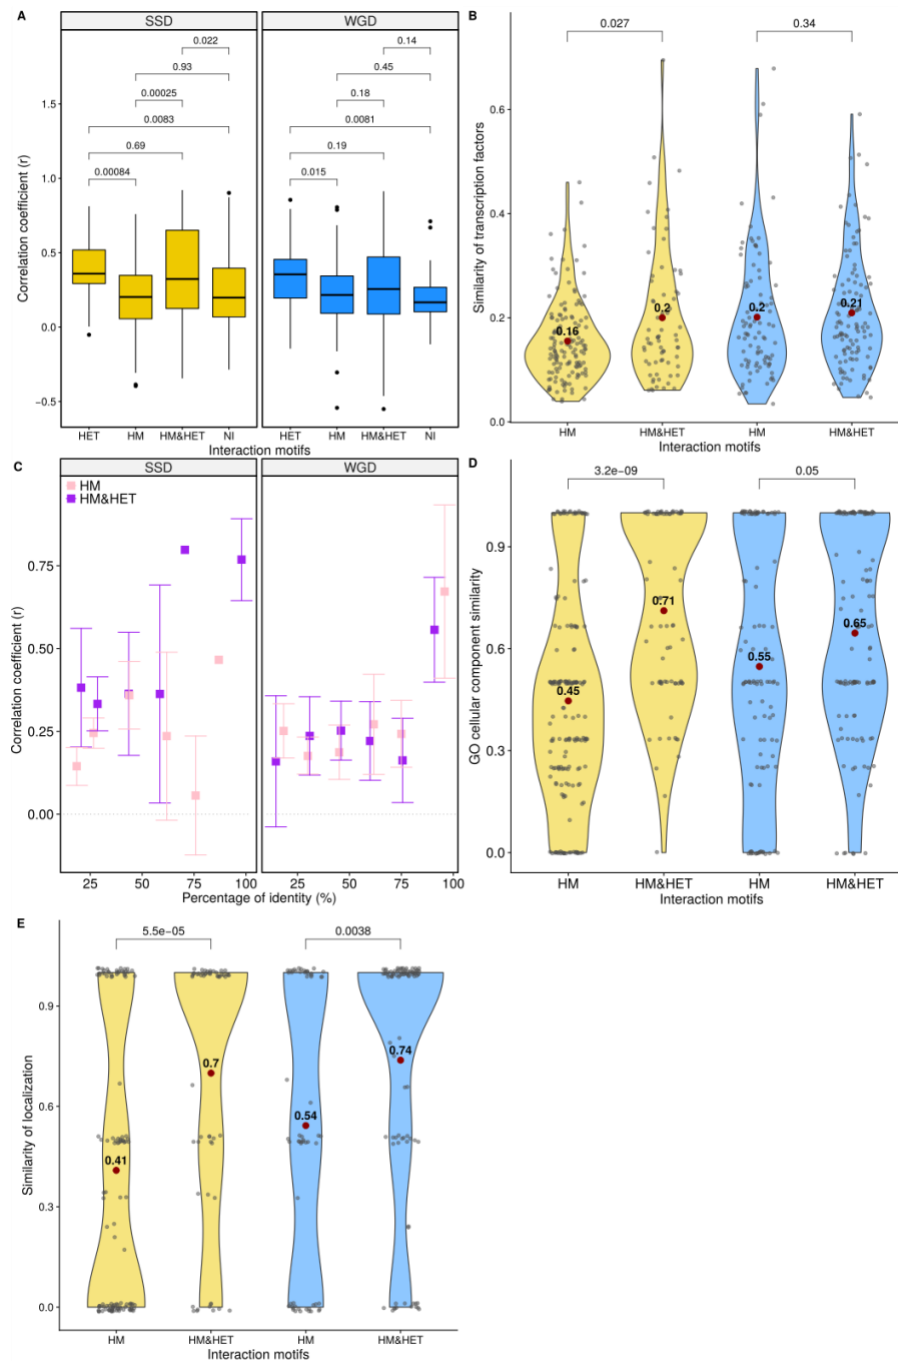 A
SSD
WGD
0.022
0.93
0.00025
0.0083
0.69
0.00084
0.14
0.45
0.18
0.0081
0.19
0.015
1.5
1.0
0.5
0.0
−0.5
Correlation coefficient (r)
HET
HM
HM&HET
NI
HET
HM
HM&HET
NI
Interaction motifs
B
0.027
0.34
0.6
0.4
0.2
0.0
Similarity of transcription factors
0.16
0.2
0.2
0.21
HM
HM&HET
HM
HM&HET
Interaction motifs
C
SSD
WGD
HM
HM&HET
0.75
0.50
0.25
0.00
Correlation coefficient (r)
25
50
75
100
25
50
75
100
Percentage of identity (%)
D
3.2e−09
0.05
0.9
0.6
0.3
0.0
GO cellular component similarity
0.45
0.71
0.55
0.65
HM
HM&HET
HM
HM&HET
Interaction motifs
E
5.5e−05
0.0038
0.9
0.6
0.3
0.0
Similarity of localization
0.41
0.7
0.54
0.74
HM
HM&HET
HM
HM&HET
Interaction motifs